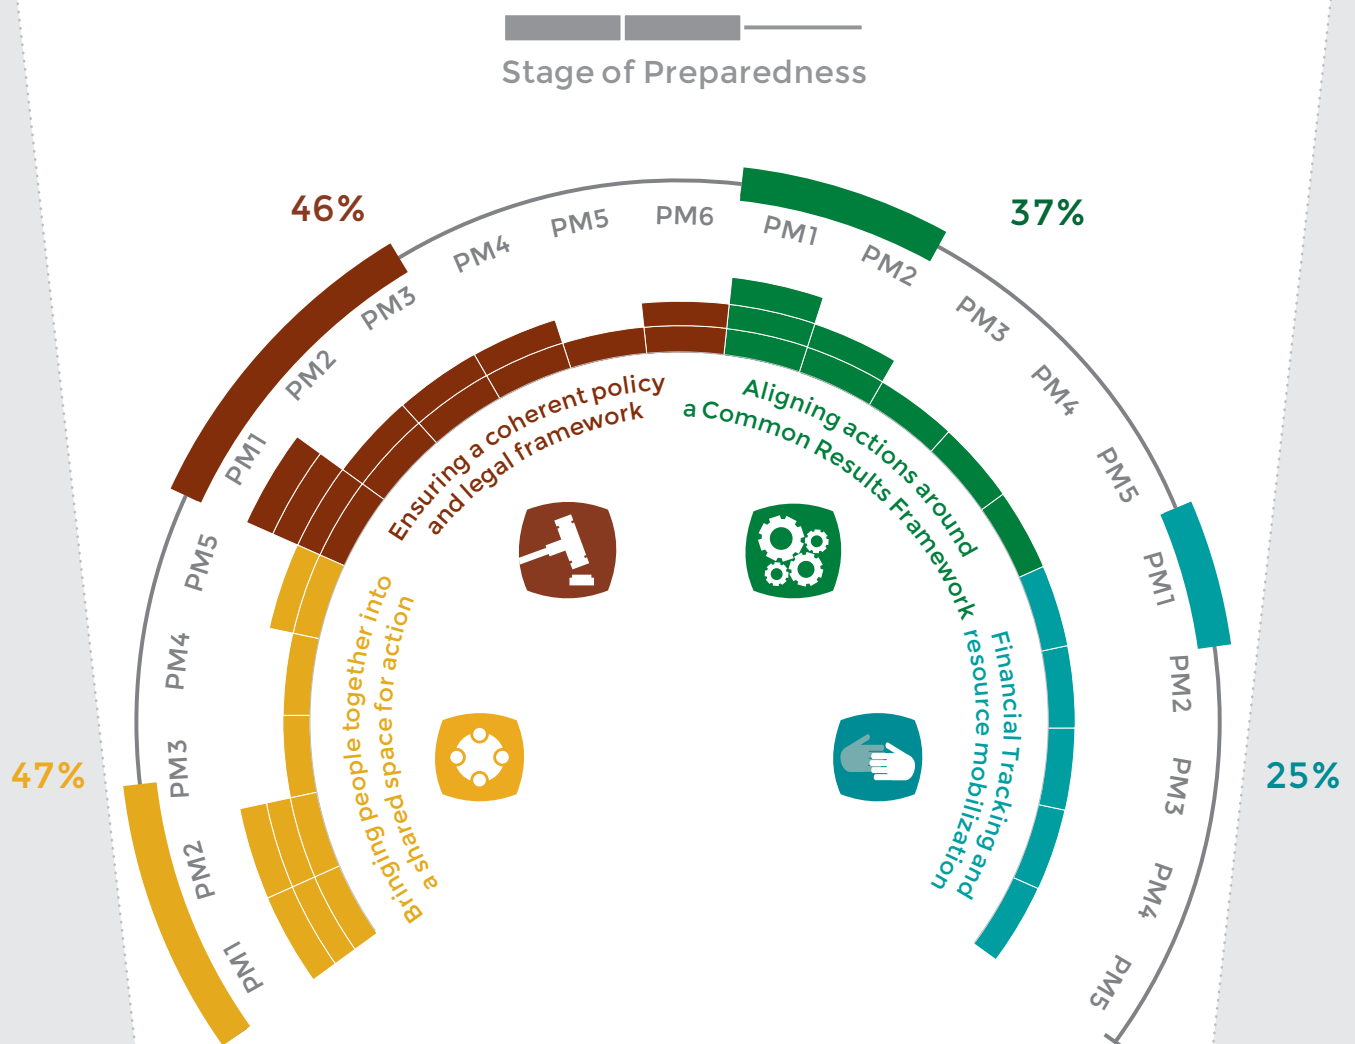 Stage of Preparedness
46%
37%
47%
25%
PM1
PM2
PM3
PM4
PM5
PM1
PM2
PM3
PM4
PM5
PM6
PM1
PM2
PM3
PM4
PM5
PM1
PM2
PM3
PM4
PM5
Bringing people together into
a shared space for action
Ensuring a coherent policy
and legal framework
Aligning actions around
a Common Results Framework
Financial Tracking and
resource mobilization